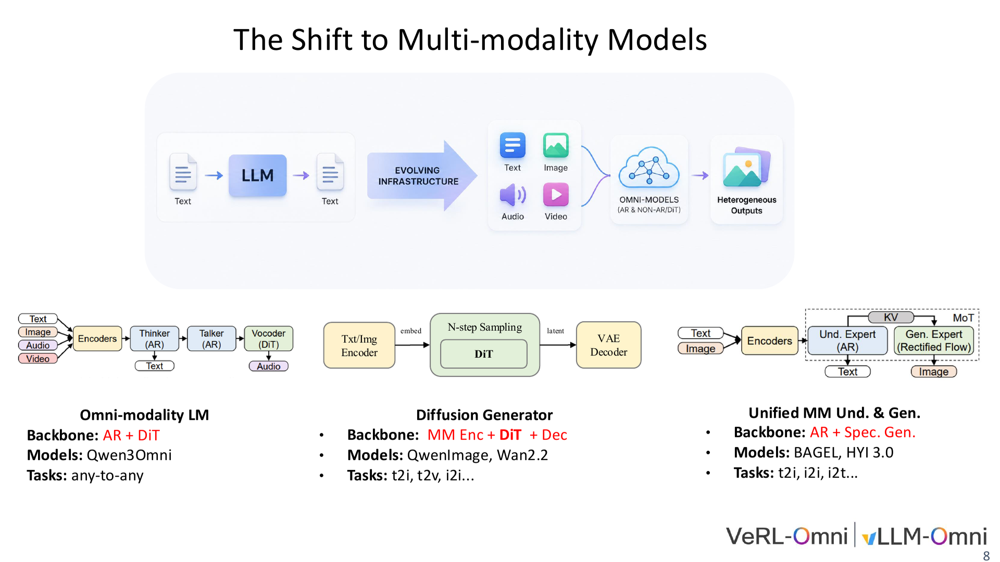 The Shift to Multi-modality Models
Text
LLM
Text
EVOLVING
INFRASTRUCTURE
Text
Image
Audio
Video
OMNI-MODELS
(AR & NON-AR/DiT)
Heterogeneous
Outputs
Text
Image
Audio
Video
Encoders
Thinker
(AR)
Talker
(AR)
Vocoder
(DiT)
Text
Audio
Txt/Img
Encoder
embed
N-step Sampling
DiT
latent
VAE
Decoder
Text
Image
Encoders
KV
MoT
Und. Expert
(AR)
Gen. Expert
(Rectified Flow)
Text
Image
Omni-modality LM
Backbone: AR + DiT
Models: Qwen3Omni
Tasks: any-to-any
Diffusion Generator
• Backbone: MM Enc + DiT + Dec
• Models: QwenImage, Wan2.2
• Tasks: t2i, t2v, i2i...
Unified MM Und. & Gen.
• Backbone: AR + Spec. Gen.
• Models: BAGEL, HYI 3.0
• Tasks: t2i, i2i, i2t...
VeRL-Omni | vLLM-Omni
8